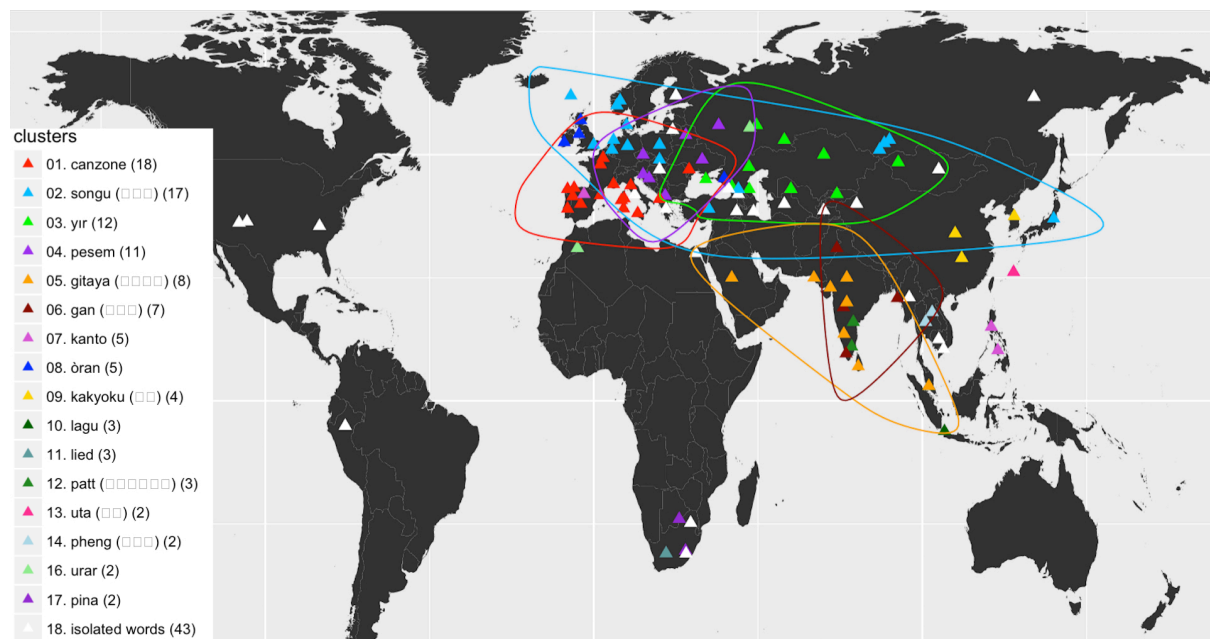 clusters
01. canzone (18)
02. songu (□□□) (17)
03. yır (12)
04. pesem (11)
05. gitaya (□□□□) (8)
06. gan (□□□) (7)
07. kanto (5)
08. òran (5)
09. kakyoku (□□) (4)
10. lagu (3)
11. lied (3)
12. patt (□□□□□□) (3)
13. uta (□□) (2)
14. pheng (□□□) (2)
16. urar (2)
17. pina (2)
18. isolated words (43)